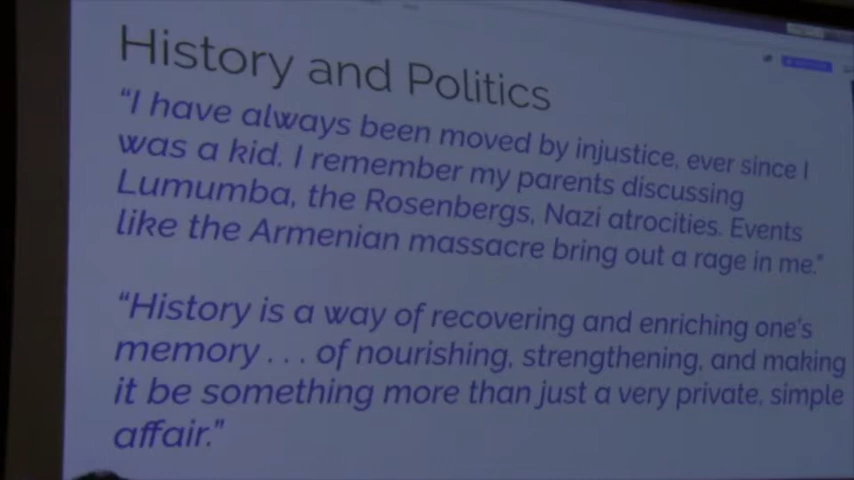 History and Politics
“I have always been moved by injustice, ever since I
was a kid. I remember my parents discussing
Lumumba, the Rosenbergs, Nazi atrocities. Events
like the Armenian massacre bring out a rage in me.”
“History is a way of recovering and enriching one's
memory . . . of nourishing, strengthening, and making
it be something more than just a very private, simple
affair.”